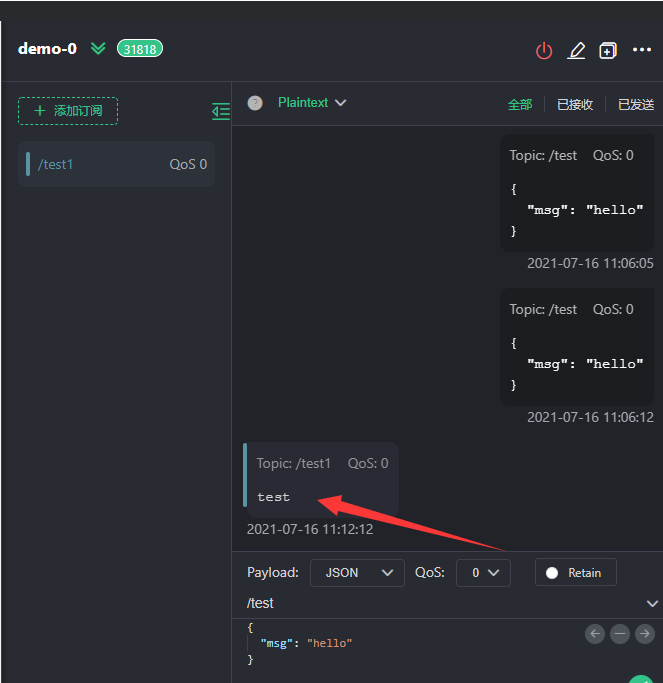 demo-0 31818
添加订阅
/test1 QoS 0
Plaintext 全部 已接收 已发送
Topic: /test QoS: 0
{
"msg": "hello"
}
2021-07-16 11:06:05
Topic: /test QoS: 0
{
"msg": "hello"
}
2021-07-16 11:06:12
Topic: /test1 QoS: 0
test
2021-07-16 11:12:12
Payload: JSON QoS: 0 Retain
/test
{
"msg": "hello"
}